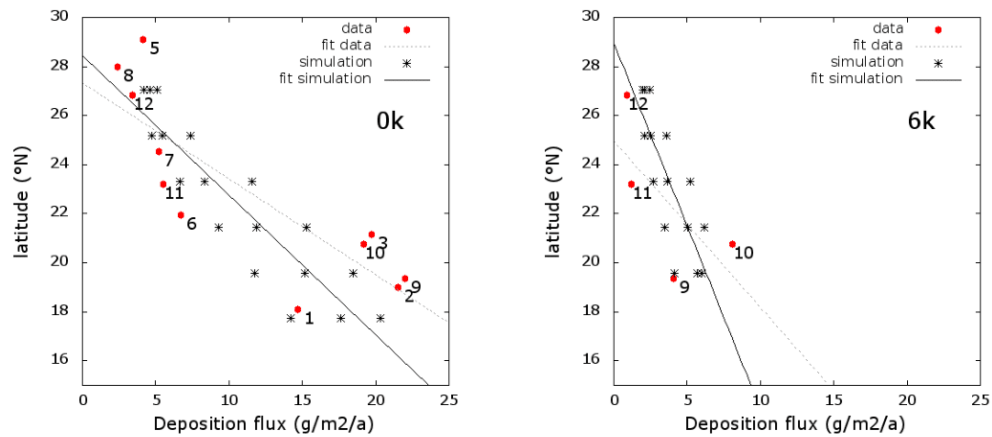 30
28
26
24
22
20
18
16
0 5 10 15 20 25
latitude (°N)
Deposition flux (g/m2/a)
data
fit data
simulation
fit simulation
0k
5
8
12
7
11
6
3
10
9
2
1
30
28
26
24
22
20
18
16
0 5 10 15 20 25
latitude (°N)
Deposition flux (g/m2/a)
data
fit data
simulation
fit simulation
6k
12
11
10
9